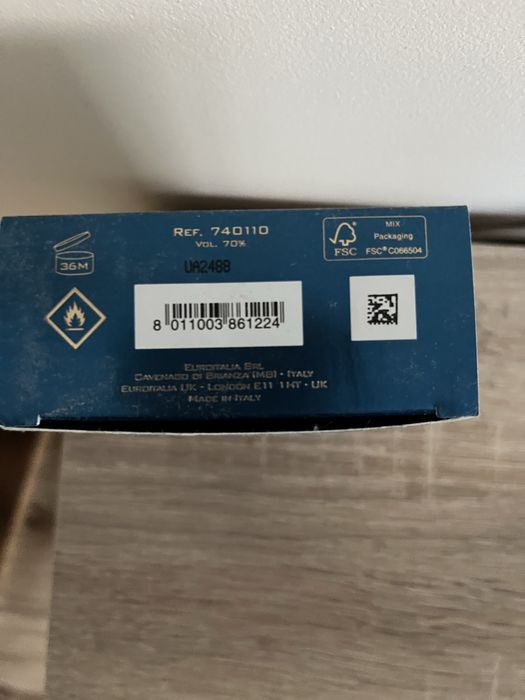 REF. 740110
VOL. 70%
UA2488
36M
MIX
Packaging
FSC
FSC® C066504
8 011003 861224
EUROITALIA SRL
CAVENAGO DI BRIANZA (MB) · ITALY
EUROITALIA UK · LONDON E11 1HT · UK
MADE IN ITALY